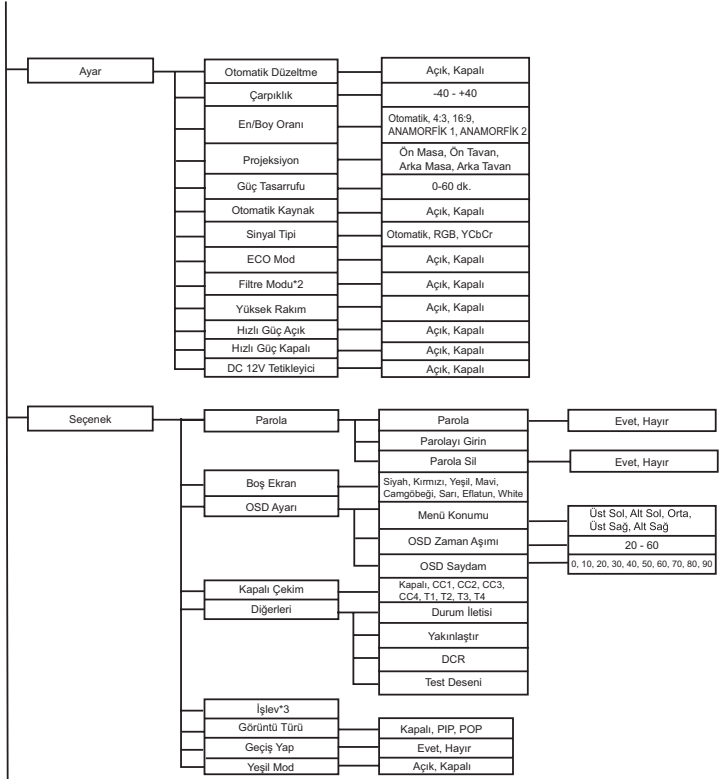 Ayar
Otomatik Düzeltme
Açık, Kapalı
Çarpıklık
-40 - +40
En/Boy Oranı
Otomatik, 4:3, 16:9,
ANAMORFİK 1, ANAMORFİK 2
Projeksiyon
Ön Masa, Ön Tavan,
Arka Masa, Arka Tavan
Güç Tasarrufu
0-60 dk.
Otomatik Kaynak
Açık, Kapalı
Sinyal Tipi
Otomatik, RGB, YCbCr
ECO Mod
Açık, Kapalı
Filtre Modu*2
Açık, Kapalı
Yüksek Rakım
Açık, Kapalı
Hızlı Güç Açık
Açık, Kapalı
Hızlı Güç Kapalı
Açık, Kapalı
DC 12V Tetikleyici
Açık, Kapalı
Seçenek
Parola
Parola
Evet, Hayır
Parolayı Girin
Parola Sil
Evet, Hayır
Boş Ekran
Siyah, Kırmızı, Yeşil, Mavi,
Camgöbeği, Sarı, Eflatun, White
OSD Ayarı
Menü Konumu
Üst Sol, Alt Sol, Orta,
Üst Sağ, Alt Sağ
OSD Zaman Aşımı
20 - 60
OSD Saydam
0, 10, 20, 30, 40, 50, 60, 70, 80, 90
Kapalı Çekim
Kapalı, CC1, CC2, CC3,
CC4, T1, T2, T3, T4
Diğerleri
Durum İletisi
Yakınlaştır
DCR
Test Deseni
İşlev*3
Görüntü Türü
Kapalı, PIP, POP
Geçiş Yap
Evet, Hayır
Yeşil Mod
Açık, Kapalı